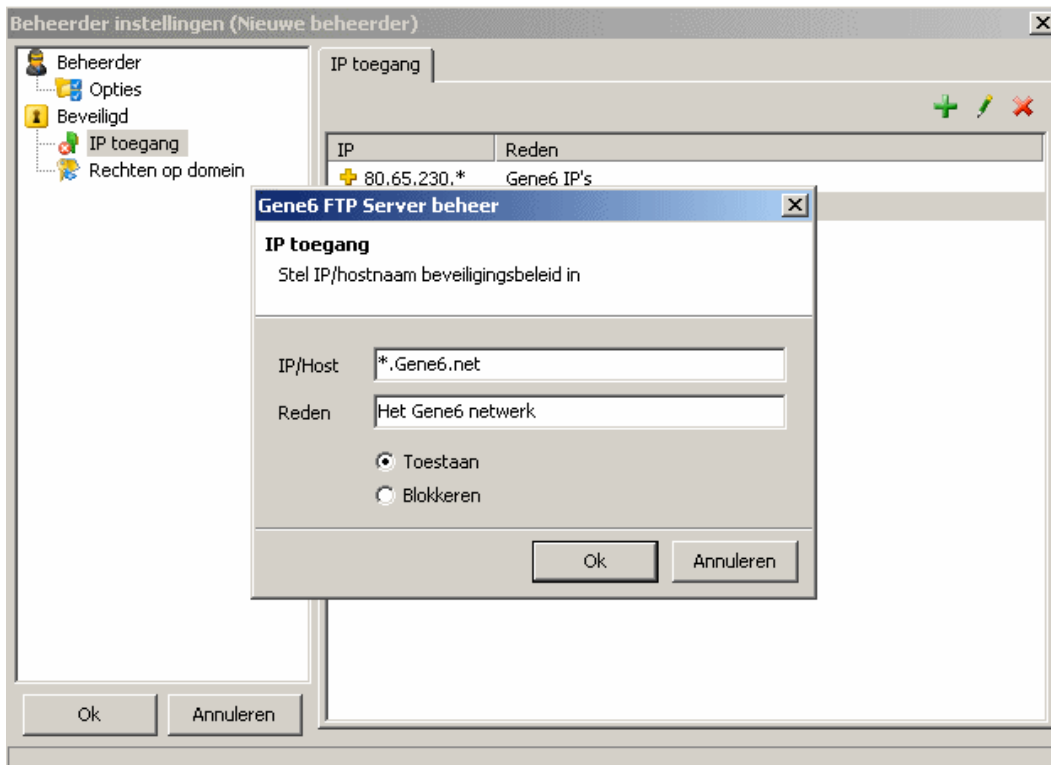 Beheerder instellingen (Nieuwe beheerder)
Beheerder
Opties
Beveiligd
IP toegang
Rechten op domein
IP toegang
IP Reden
80.65.230.* Gene6 IP's
Gene6 FTP Server beheer
IP toegang
Stel IP/hostnaam beveiligingsbeleid in
IP/Host *.Gene6.net
Reden Het Gene6 netwerk
Toestaan
Blokkeren
Ok Annuleren
Ok Annuleren